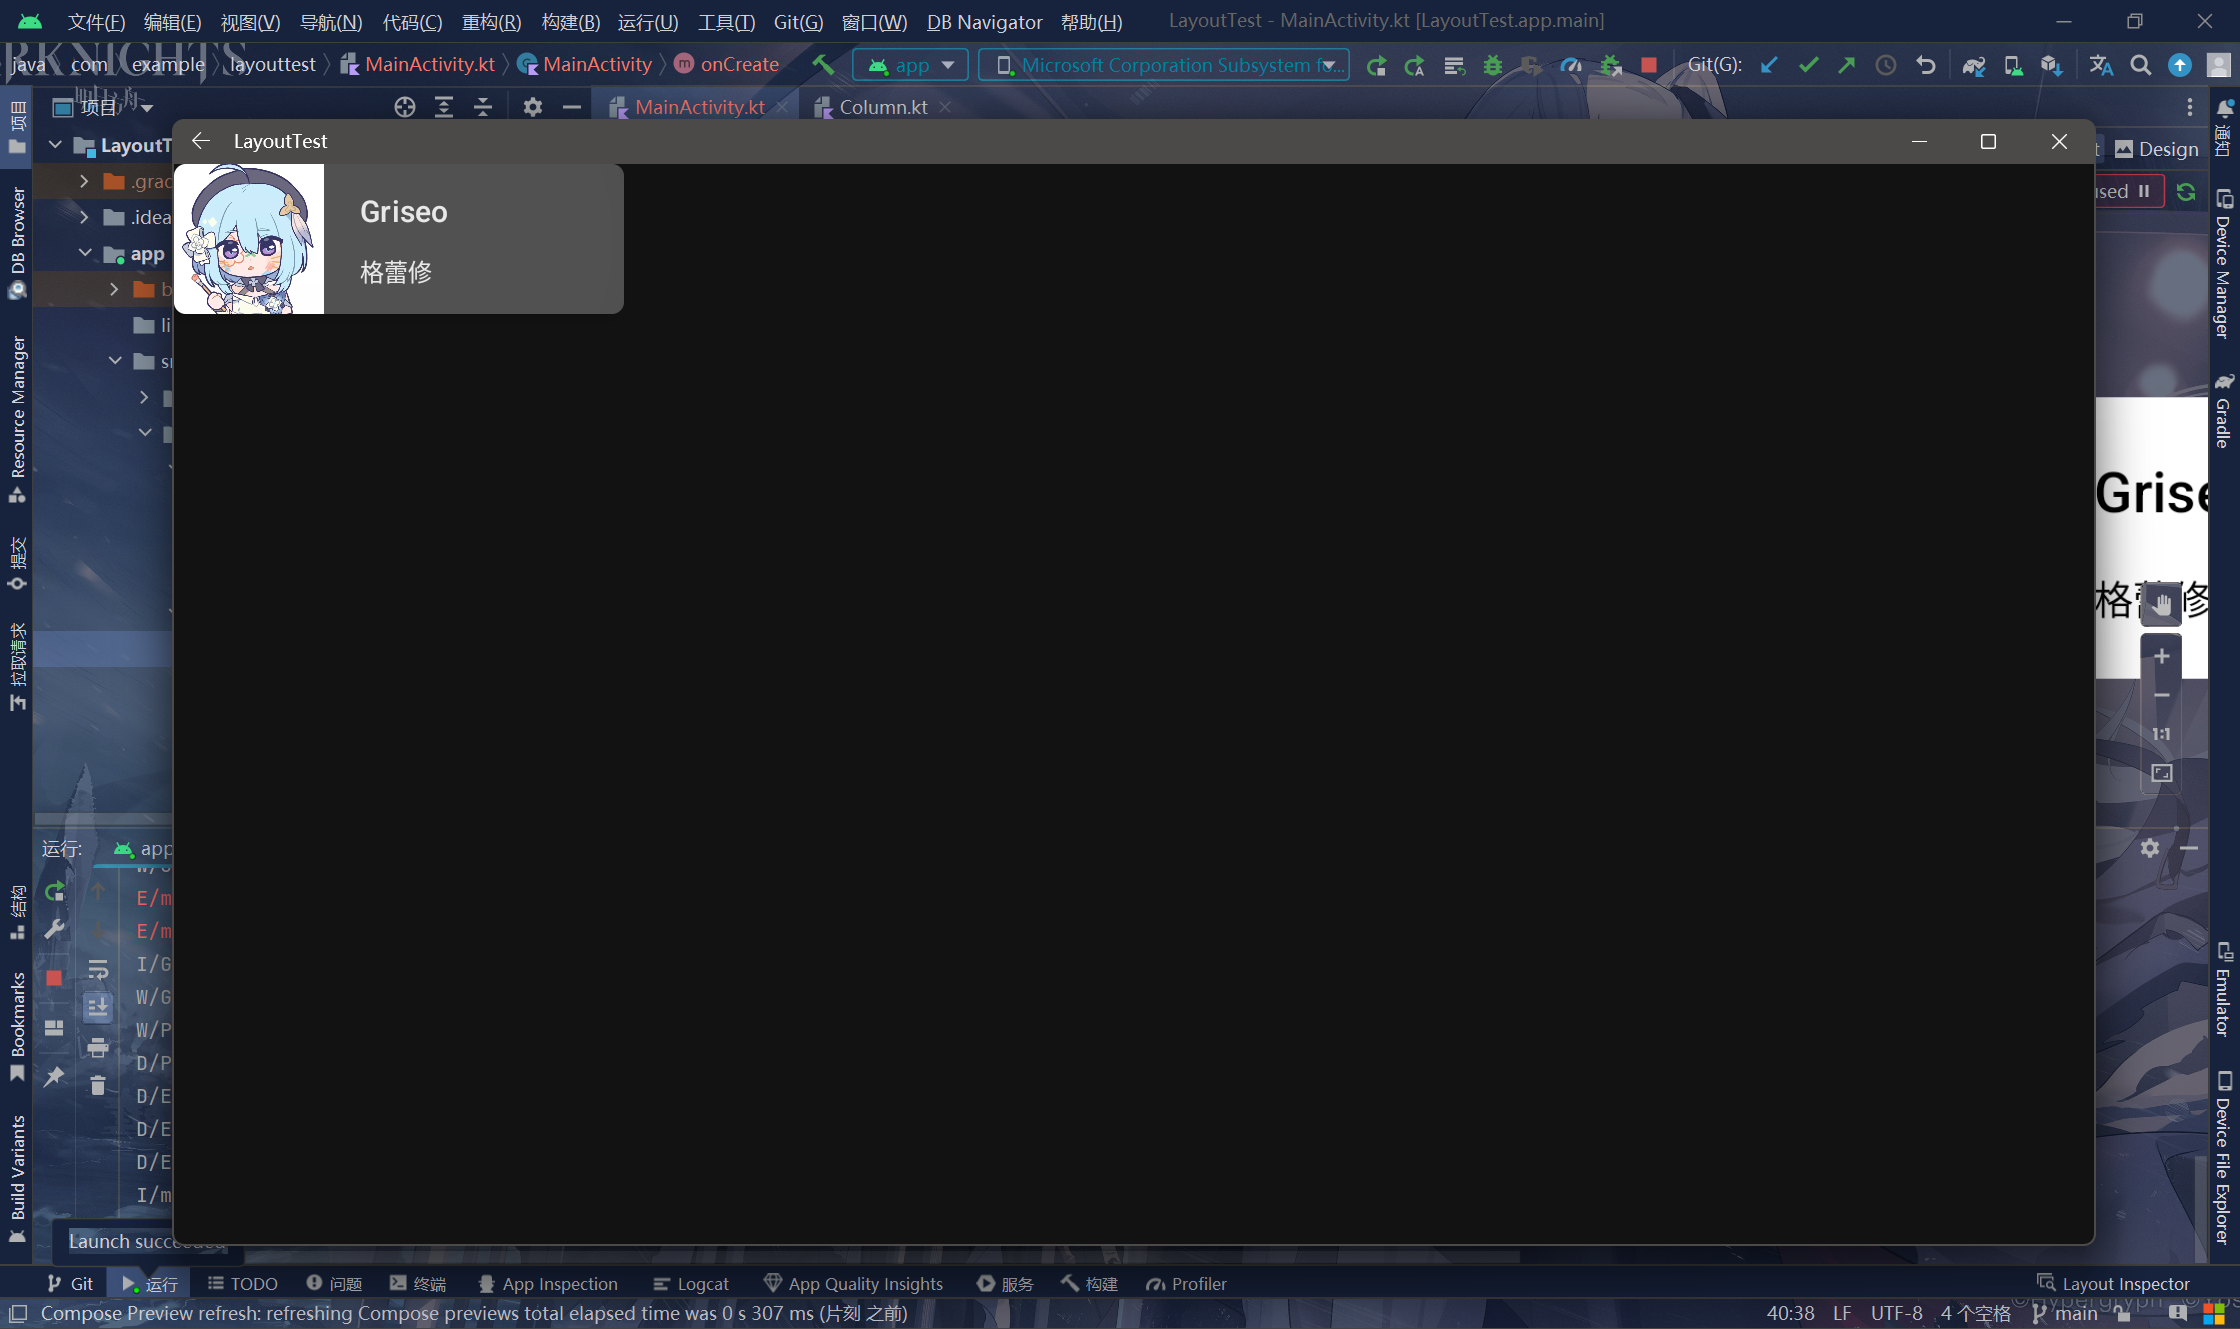 文件(F) 编辑(E) 视图(V) 导航(N) 代码(C) 重构(R) 构建(B) 运行(U) 工具(T) Git(G) 窗口(W) DB Navigator 帮助(H) LayoutTest - MainActivity.kt [LayoutTest.app.main]
java com example layouttest MainActivity.kt MainActivity onCreate app Microsoft Corporation Subsystem fo... Git(G):
项目 MainActivity.kt Column.kt
LayoutT
LayoutTest
Design
.grad
.idea
app
b
li
sr
used
Griseo
格蕾修
Grise
格蕾修
1:1
运行: app
E/m
E/m
I/G
W/G
W/P
D/P
D/E
D/E
D/E
I/m
Launch succeeded
项目
DB Browser
Resource Manager
提交
拉取请求
结构
Bookmarks
Build Variants
通知
Device Manager
Gradle
Emulator
Device File Explorer
Git 运行 TODO 问题 终端 App Inspection Logcat App Quality Insights 服务 构建 Profiler Layout Inspector
Compose Preview refresh: refreshing Compose previews total elapsed time was 0 s 307 ms (片刻 之前) 40:38 LF UTF-8 4 个空格 main